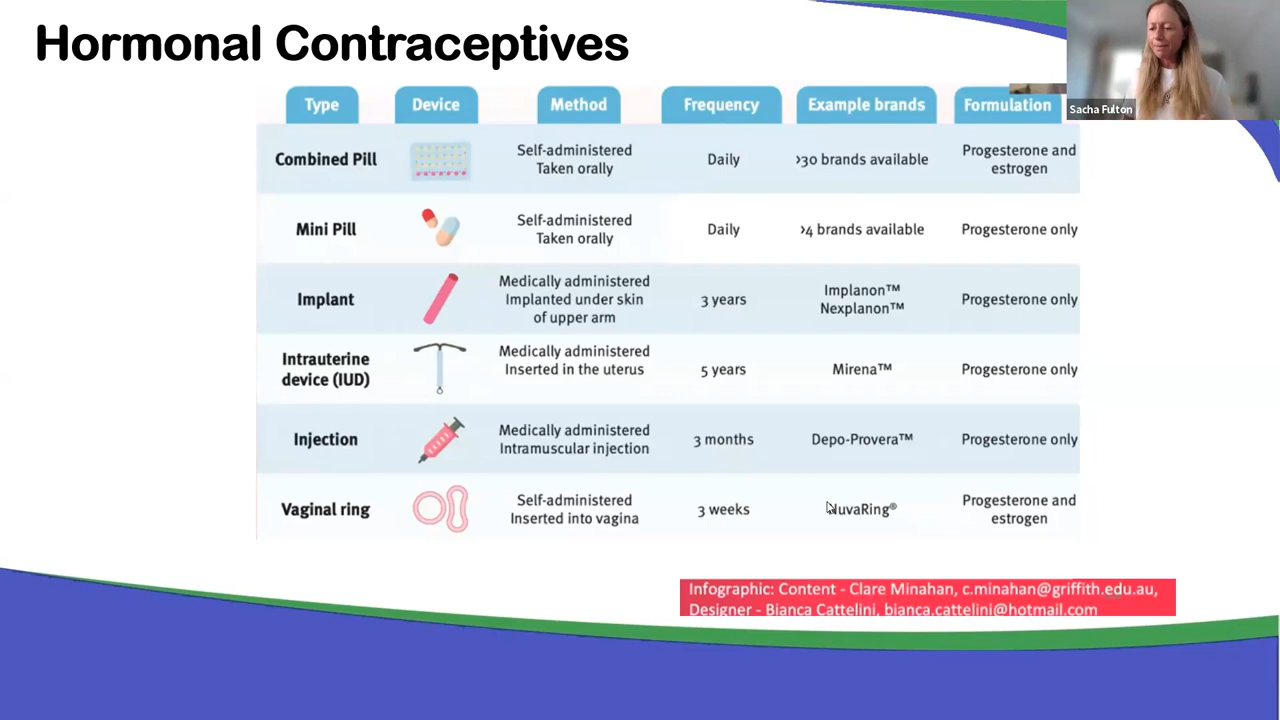 Hormonal Contraceptives
Sacha Fulton
Type Device Method Frequency Example brands Formulation
Combined Pill
Self-administered
Taken orally
Daily
>30 brands available
Progesterone and
estrogen
Mini Pill
Self-administered
Taken orally
Daily
>4 brands available
Progesterone only
Implant
Medically administered
Implanted under skin
of upper arm
3 years
Implanon™
Nexplanon™
Progesterone only
Intrauterine
device (IUD)
Medically administered
Inserted in the uterus
5 years
Mirena™
Progesterone only
Injection
Medically administered
Intramuscular injection
3 months
Depo-Provera™
Progesterone only
Vaginal ring
Self-administered
Inserted into vagina
3 weeks
NuvaRing®
Progesterone and
estrogen
Infographic: Content - Clare Minahan, c.minahan@griffith.edu.au,
Designer - Bianca Cattelini, bianca.cattelini@hotmail.com